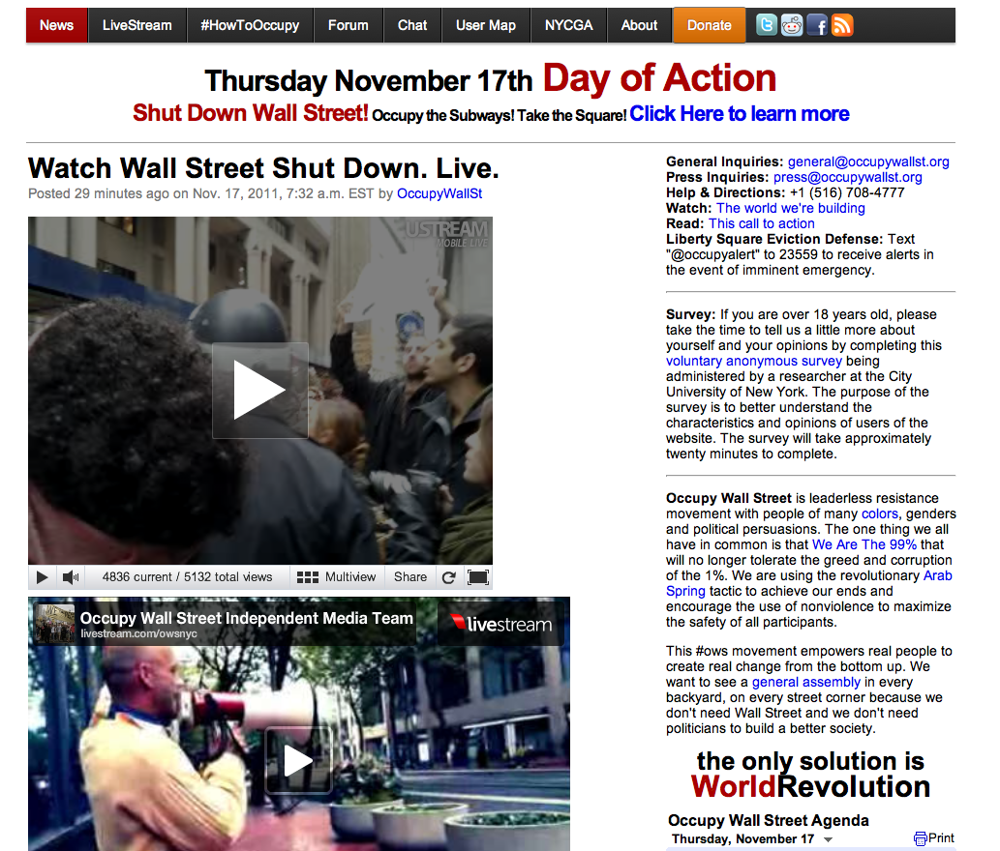 News LiveStream #HowToOccupy Forum Chat User Map NYCGA About Donate
Thursday November 17th Day of Action
Shut Down Wall Street! Occupy the Subways! Take the Square! Click Here to learn more
Watch Wall Street Shut Down. Live.
Posted 29 minutes ago on Nov. 17, 2011, 7:32 a.m. EST by OccupyWallSt
USTREAM
MOBILE LIVE
4836 current / 5132 total views Multiview Share
Occupy Wall Street Independent Media Team
livestream.com/owsnyc
livestream
General Inquiries: general@occupywallst.org
Press Inquiries: press@occupywallst.org
Help & Directions: +1 (516) 708-4777
Watch: The world we're building
Read: This call to action
Liberty Square Eviction Defense: Text
"@occupyalert" to 23559 to receive alerts in
the event of imminent emergency.
Survey: If you are over 18 years old, please
take the time to tell us a little more about
yourself and your opinions by completing this
voluntary anonymous survey being
administered by a researcher at the City
University of New York. The purpose of the
survey is to better understand the
characteristics and opinions of users of the
website. The survey will take approximately
twenty minutes to complete.
Occupy Wall Street is leaderless resistance
movement with people of many colors, genders
and political persuasions. The one thing we all
have in common is that We Are The 99% that
will no longer tolerate the greed and corruption
of the 1%. We are using the revolutionary Arab
Spring tactic to achieve our ends and
encourage the use of nonviolence to maximize
the safety of all participants.
This #ows movement empowers real people to
create real change from the bottom up. We
want to see a general assembly in every
backyard, on every street corner because we
don't need Wall Street and we don't need
politicians to build a better society.
the only solution is
WorldRevolution
Occupy Wall Street Agenda
Thursday, November 17 Print